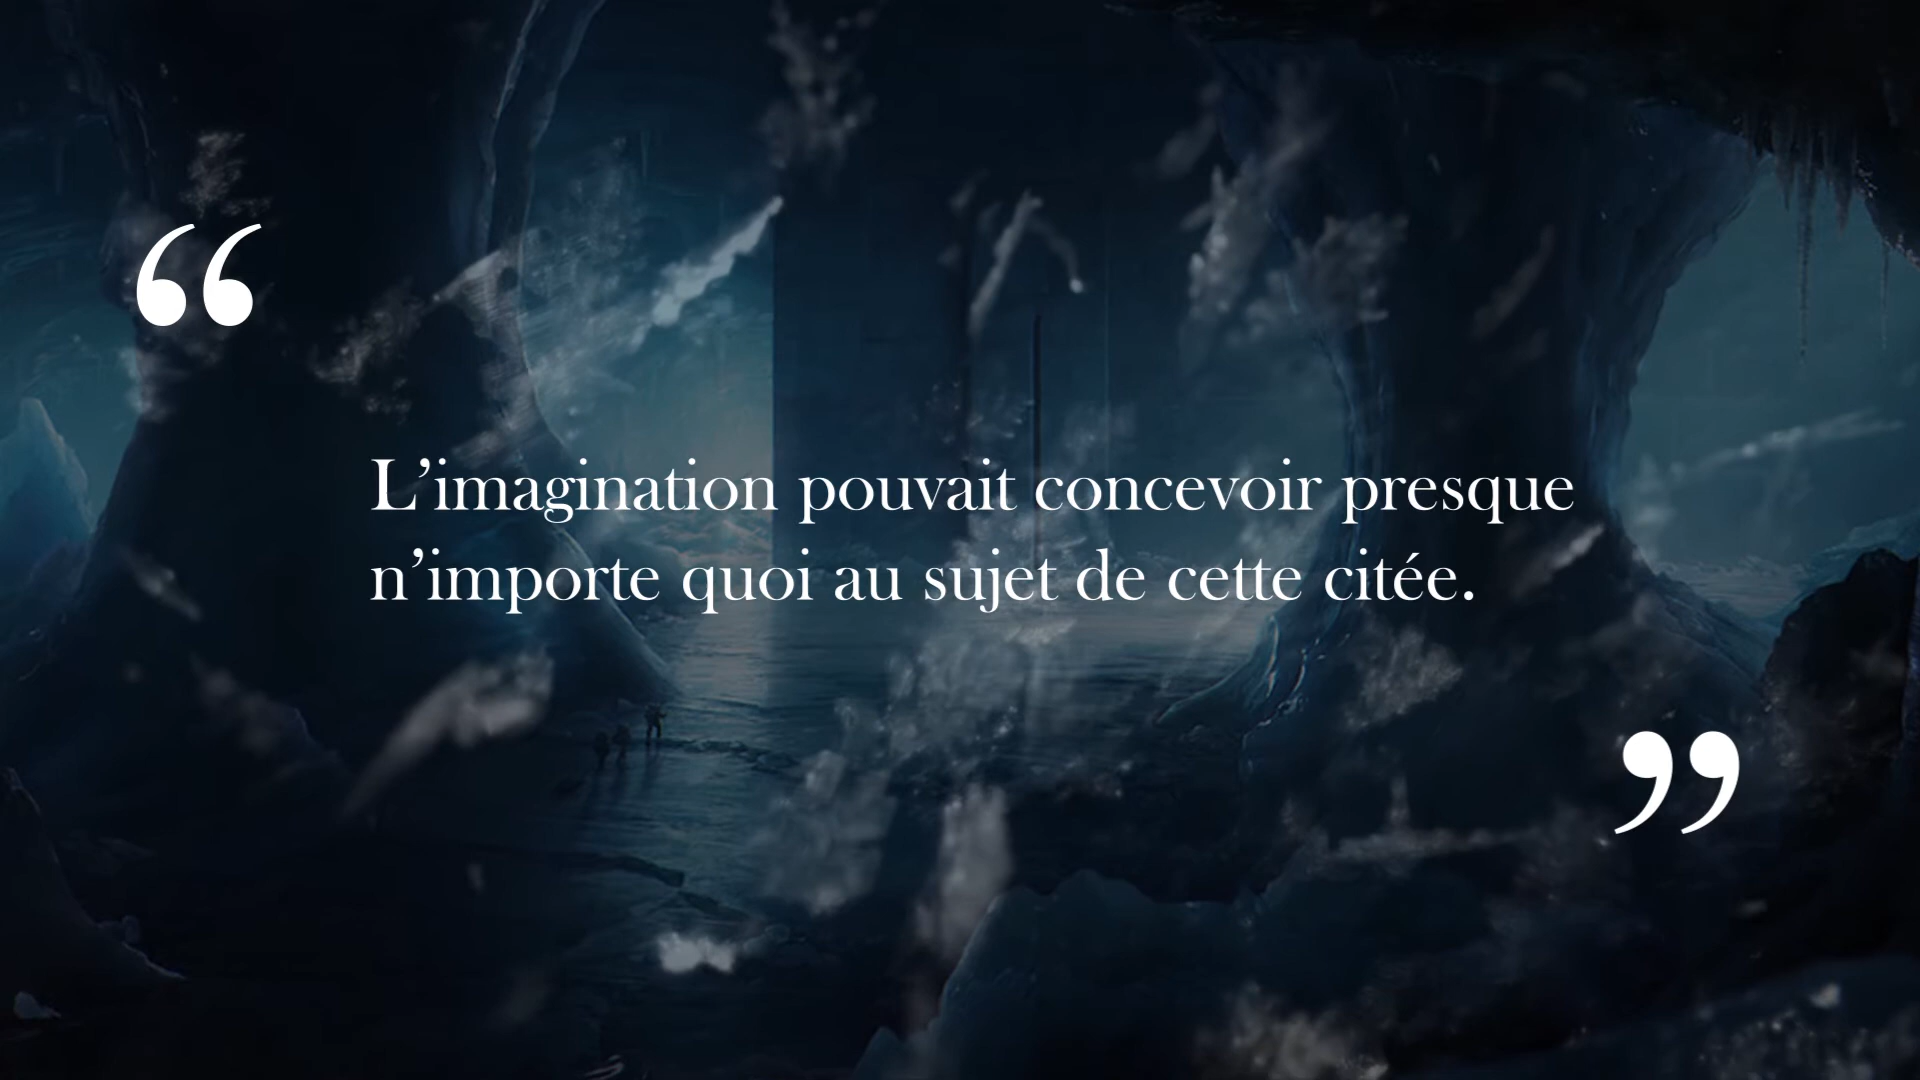 “
L’imagination pouvait concevoir presque
n’importe quoi au sujet de cette citée.
”